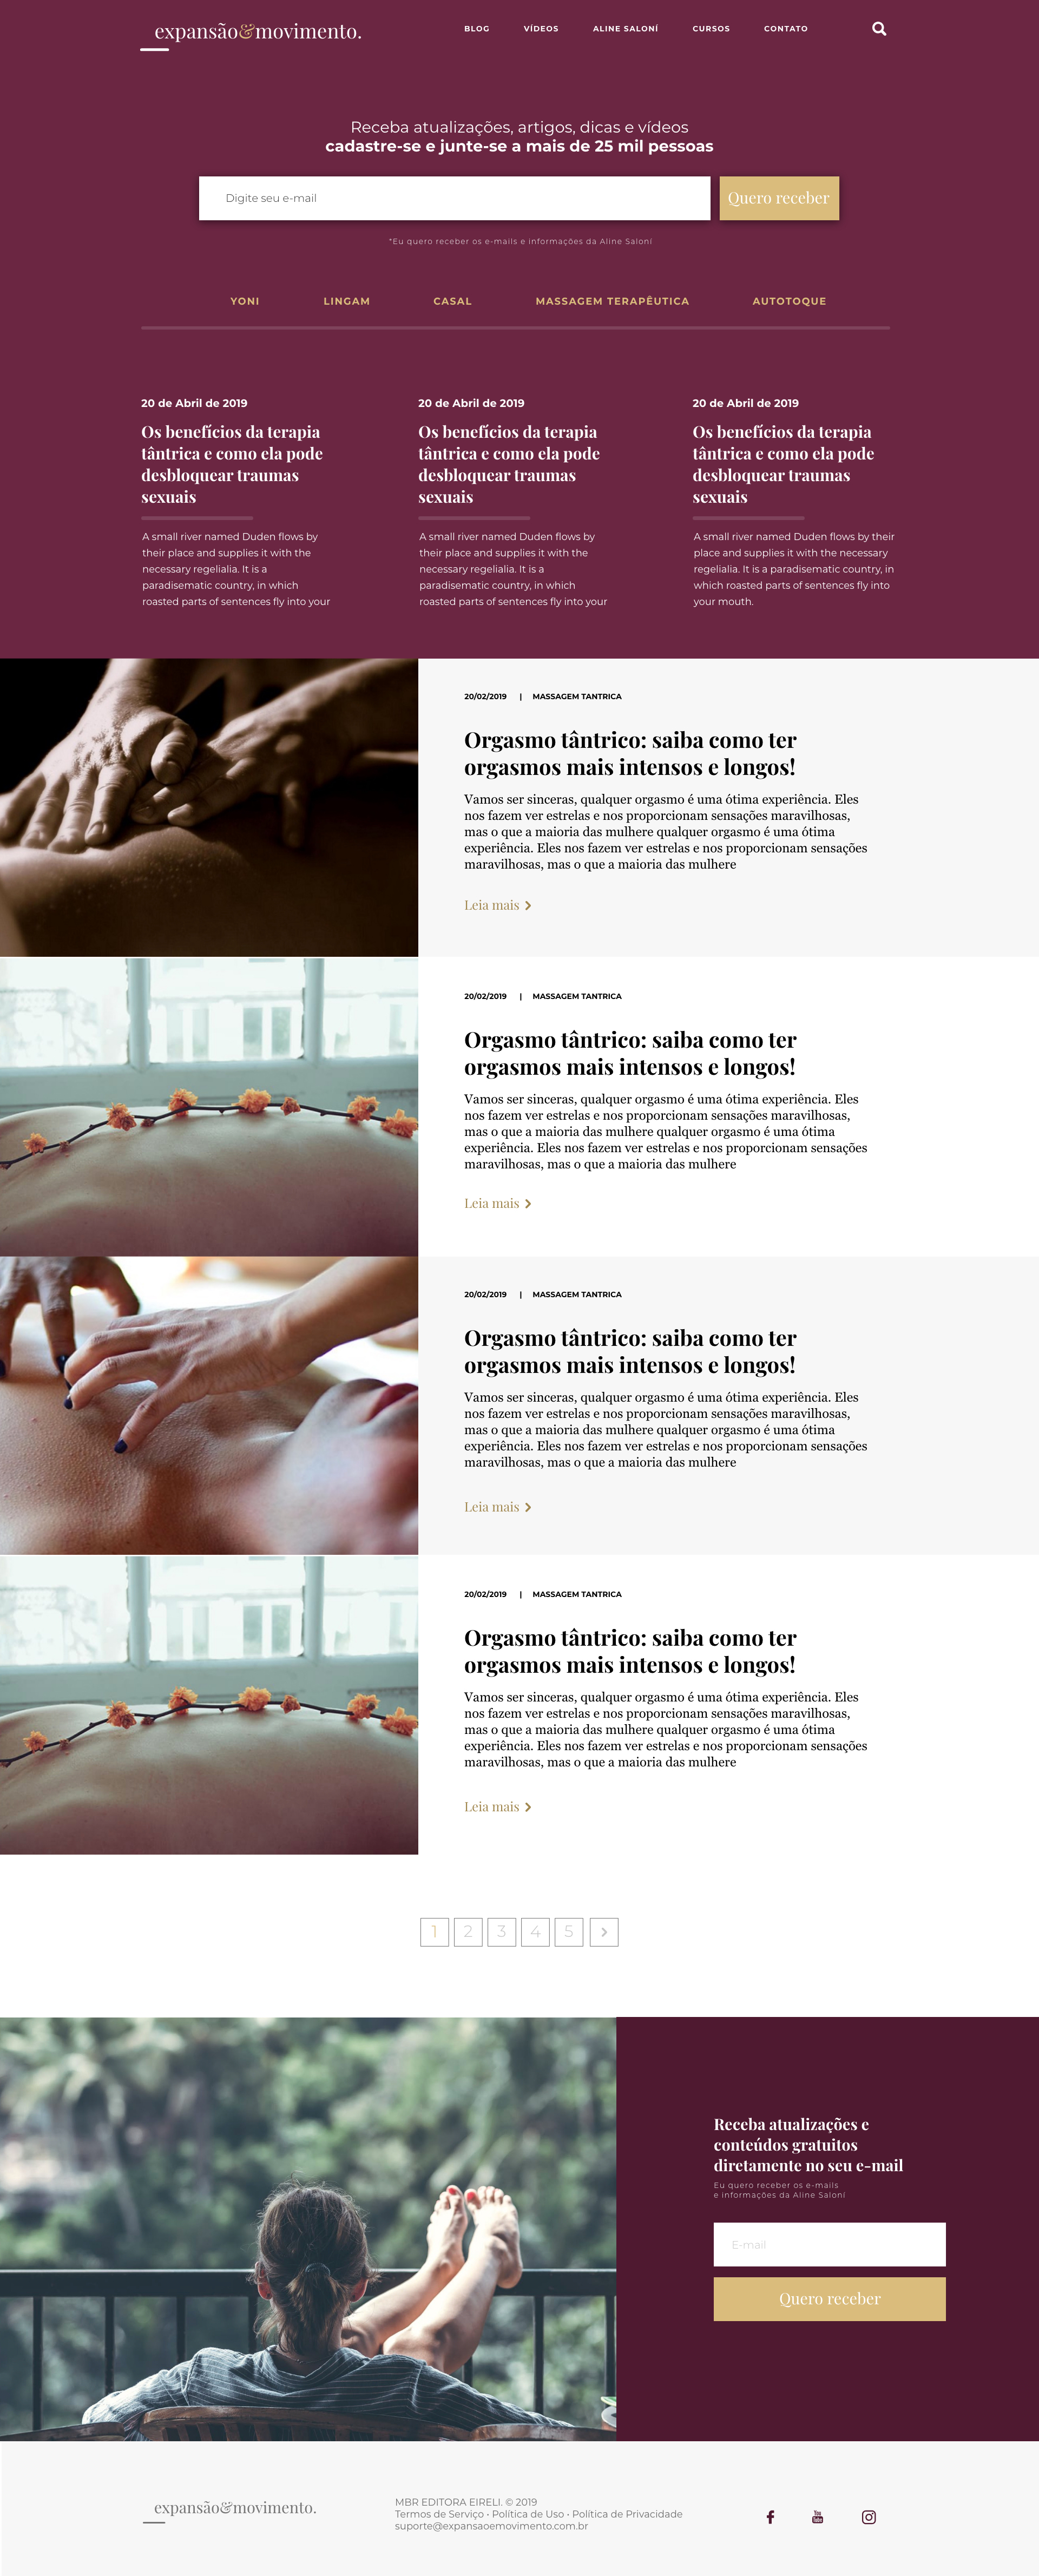 expansão&movimento.
BLOG VÍDEOS ALINE SALONÍ CURSOS CONTATO
Receba atualizações, artigos, dicas e vídeos
cadastre-se e junte-se a mais de 25 mil pessoas
Digite seu e-mail
Quero receber
*Eu quero receber os e-mails e informações da Aline Saloní
YONI LINGAM CASAL MASSAGEM TERAPÊUTICA AUTOTOQUE
20 de Abril de 2019
Os benefícios da terapia
tântrica e como ela pode
desbloquear traumas
sexuais
A small river named Duden flows by
their place and supplies it with the
necessary regelialia. It is a
paradisematic country, in which
roasted parts of sentences fly into your
20 de Abril de 2019
Os benefícios da terapia
tântrica e como ela pode
desbloquear traumas
sexuais
A small river named Duden flows by
their place and supplies it with the
necessary regelialia. It is a
paradisematic country, in which
roasted parts of sentences fly into your
20 de Abril de 2019
Os benefícios da terapia
tântrica e como ela pode
desbloquear traumas
sexuais
A small river named Duden flows by their
place and supplies it with the necessary
regelialia. It is a paradisematic country, in
which roasted parts of sentences fly into
your mouth.
20/02/2019 | MASSAGEM TANTRICA
Orgasmo tântrico: saiba como ter
orgasmos mais intensos e longos!
Vamos ser sinceras, qualquer orgasmo é uma ótima experiência. Eles
nos fazem ver estrelas e nos proporcionam sensações maravilhosas,
mas o que a maioria das mulhere qualquer orgasmo é uma ótima
experiência. Eles nos fazem ver estrelas e nos proporcionam sensações
maravilhosas, mas o que a maioria das mulhere
Leia mais
20/02/2019 | MASSAGEM TANTRICA
Orgasmo tântrico: saiba como ter
orgasmos mais intensos e longos!
Vamos ser sinceras, qualquer orgasmo é uma ótima experiência. Eles
nos fazem ver estrelas e nos proporcionam sensações maravilhosas,
mas o que a maioria das mulhere qualquer orgasmo é uma ótima
experiência. Eles nos fazem ver estrelas e nos proporcionam sensações
maravilhosas, mas o que a maioria das mulhere
Leia mais
20/02/2019 | MASSAGEM TANTRICA
Orgasmo tântrico: saiba como ter
orgasmos mais intensos e longos!
Vamos ser sinceras, qualquer orgasmo é uma ótima experiência. Eles
nos fazem ver estrelas e nos proporcionam sensações maravilhosas,
mas o que a maioria das mulhere qualquer orgasmo é uma ótima
experiência. Eles nos fazem ver estrelas e nos proporcionam sensações
maravilhosas, mas o que a maioria das mulhere
Leia mais
20/02/2019 | MASSAGEM TANTRICA
Orgasmo tântrico: saiba como ter
orgasmos mais intensos e longos!
Vamos ser sinceras, qualquer orgasmo é uma ótima experiência. Eles
nos fazem ver estrelas e nos proporcionam sensações maravilhosas,
mas o que a maioria das mulhere qualquer orgasmo é uma ótima
experiência. Eles nos fazem ver estrelas e nos proporcionam sensações
maravilhosas, mas o que a maioria das mulhere
Leia mais
1 2 3 4 5
Receba atualizações e
conteúdos gratuitos
diretamente no seu e-mail
Eu quero receber os e-mails
e informações da Aline Saloní
E-mail
Quero receber
expansão&movimento.
MBR EDITORA EIRELI. © 2019
Termos de Serviço • Política de Uso • Política de Privacidade
suporte@expansaoemovimento.com.br
You Tube